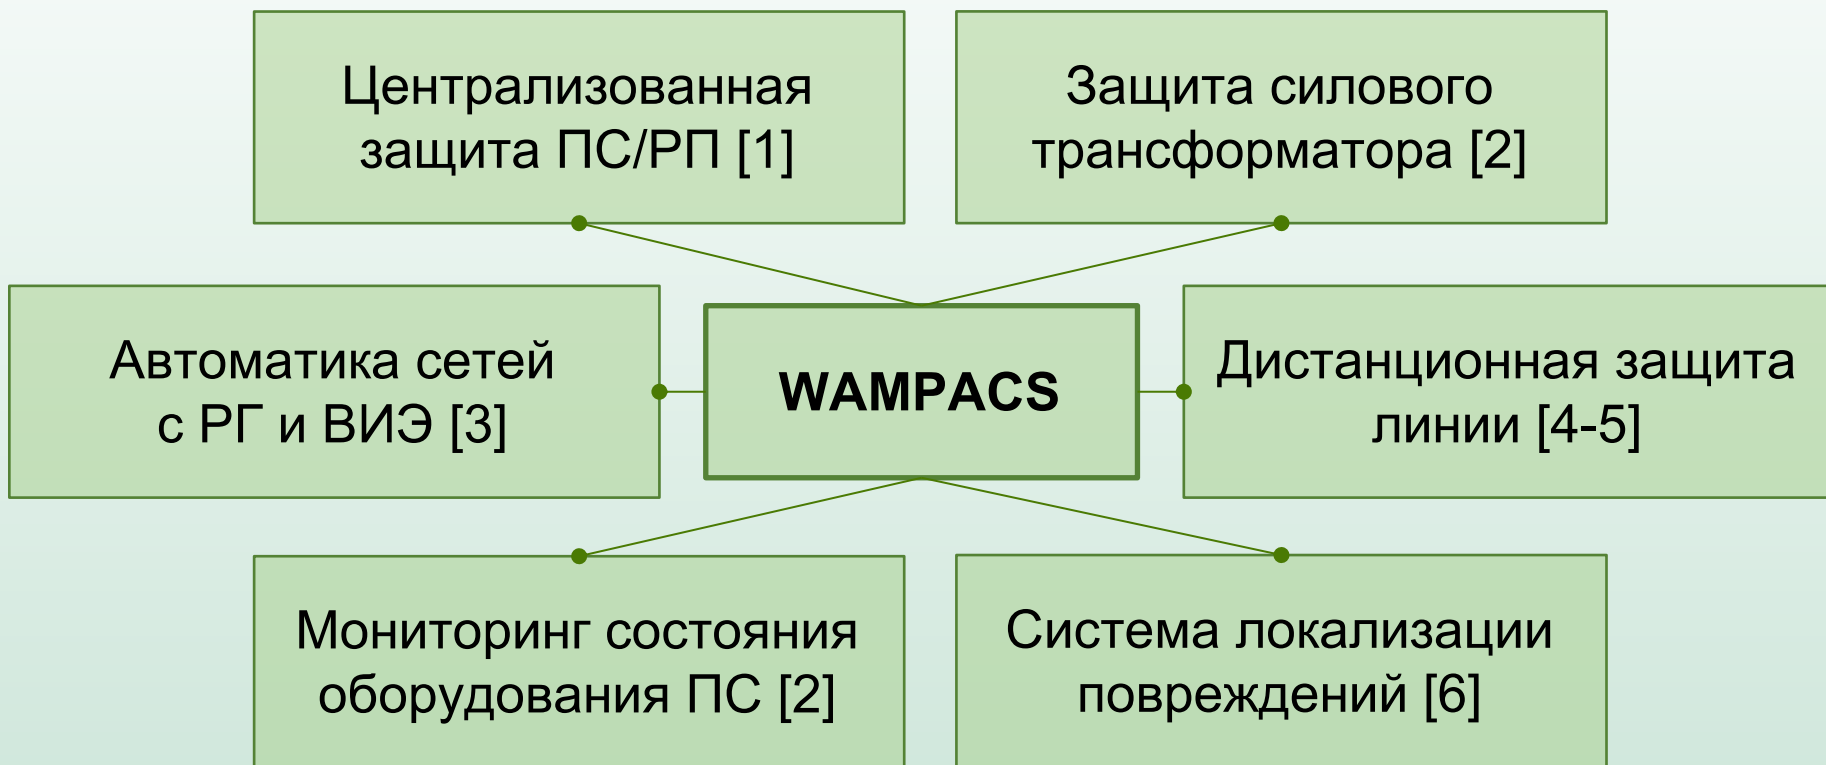 Централизованная
защита ПС/РП [1]
Защита силового
трансформатора [2]
Автоматика сетей
с РГ и ВИЭ [3]
WAMPACS
Дистанционная защита
линии [4-5]
Мониторинг состояния
оборудования ПС [2]
Система локализации
повреждений [6]